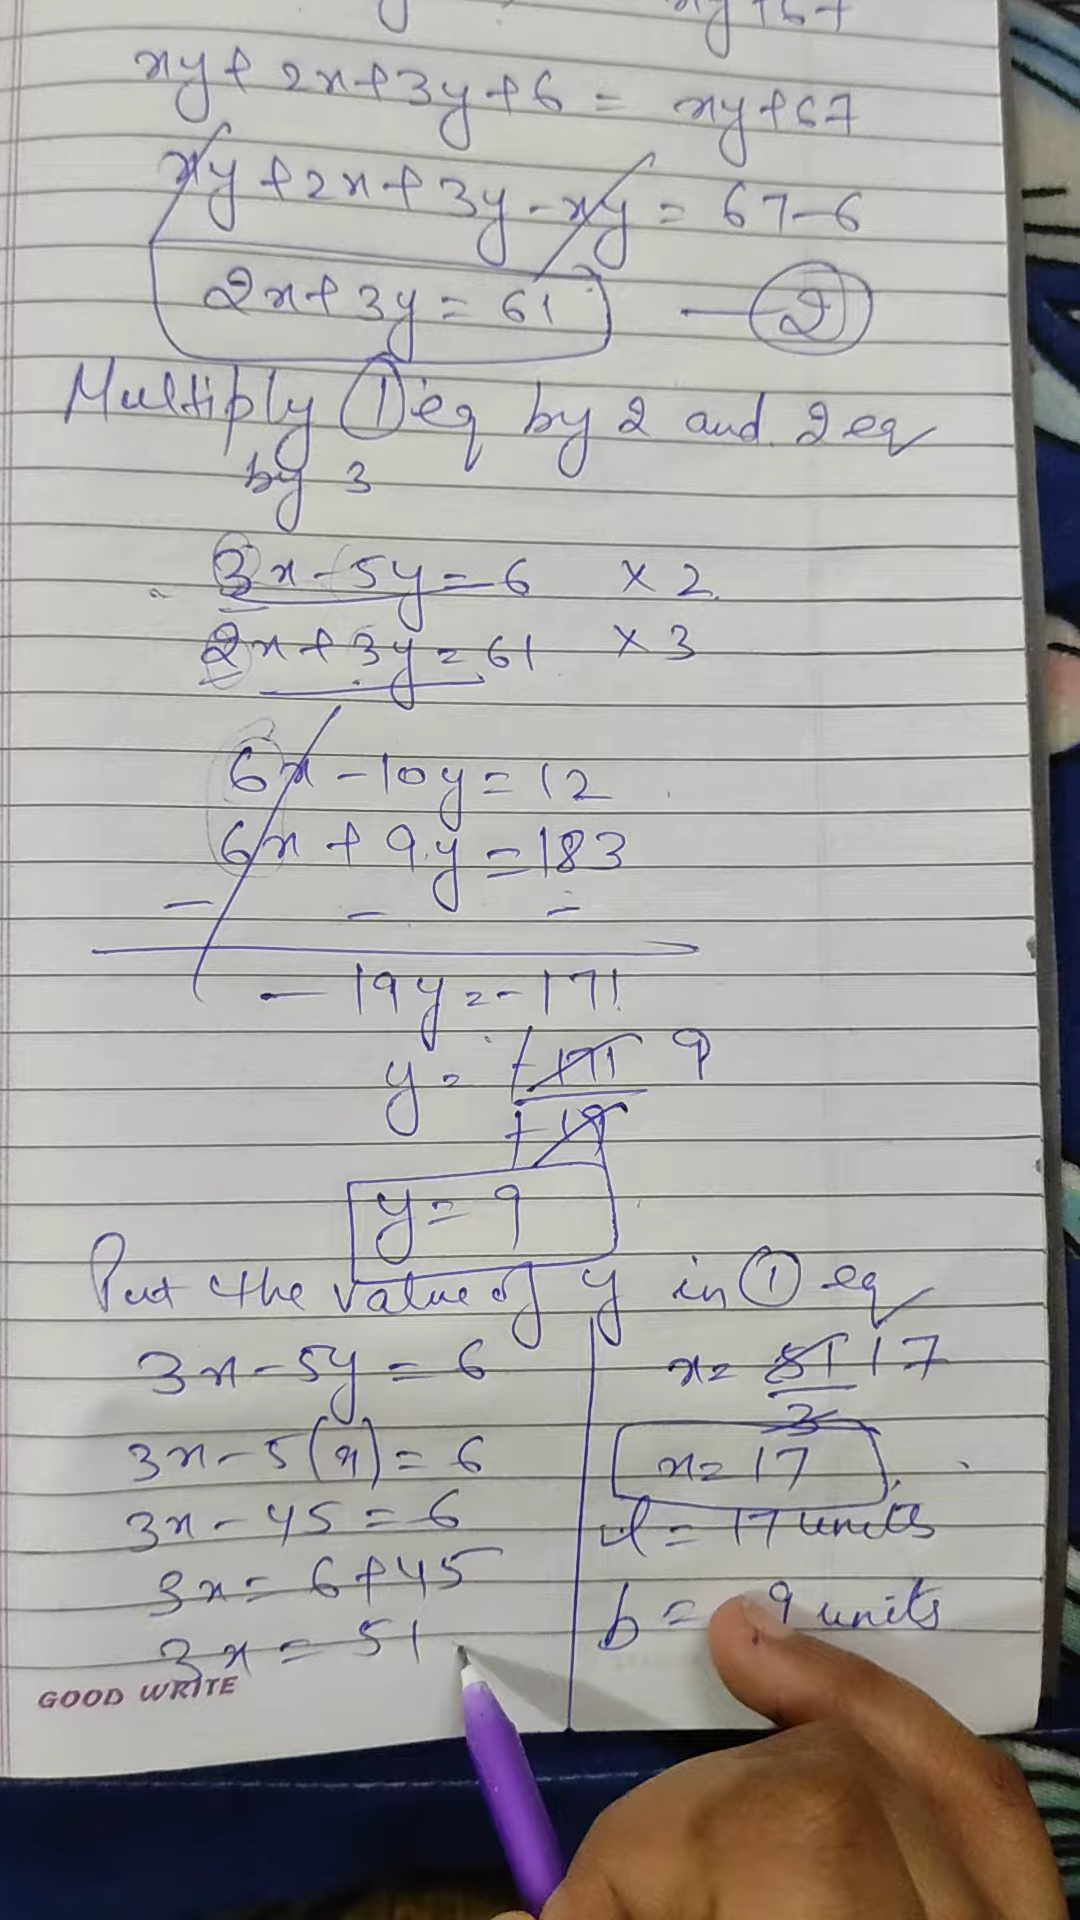 xy+67
xy + 2x + 3y + 6 = xy + 67
xy + 2x + 3y - xy = 67 - 6
2x + 3y = 61 — ②
Multiply ① eq by 2 and 2 eq
by 3
3x - 5y = 6 × 2
2x + 3y = 61 × 3
6x - 10y = 12
6x + 9y = 183
- - -
- 19y = - 171
y = -171 9
-19
y = 9
Put the value of y in ① eq
3x - 5y = 6
3x - 5(9) = 6
3x - 45 = 6
3x = 6 + 45
3x = 51
x = 51 17
3
x = 17
l = 17 units
b = 9 units
GOOD WRITE